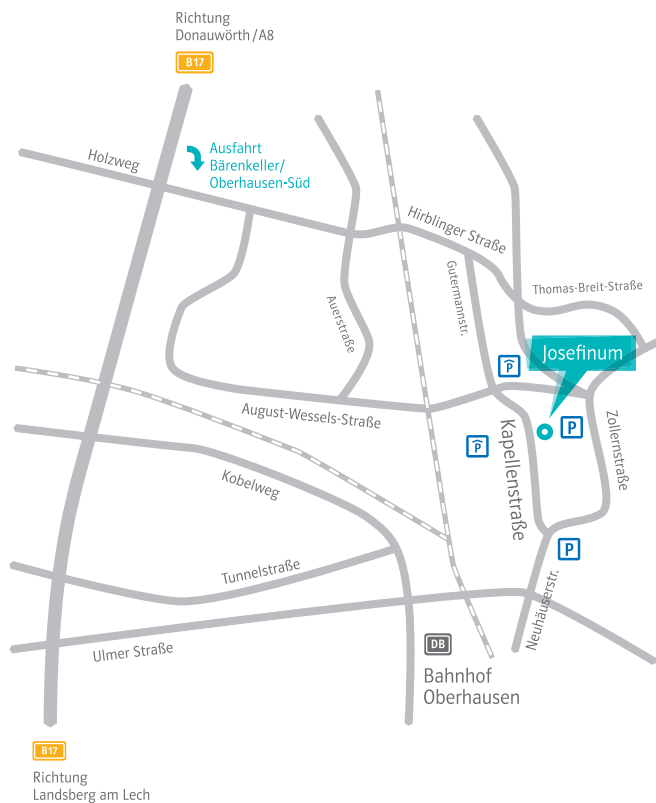 Richtung
Donauwörth/A8
B17
Ausfahrt
Bärenkeller/
Oberhausen-Süd
Holzweg
Hirblinger Straße
Gutermannstr.
Thomas-Breit-Straße
Auerstraße
Josefinum
P
August-Wessels-Straße
Kapellenstraße
P
P
Zollernstraße
Kobelweg
P
Tunnelstraße
Neuhäuserstr.
Ulmer Straße
DB
Bahnhof
Oberhausen
B17
Richtung
Landsberg am Lech